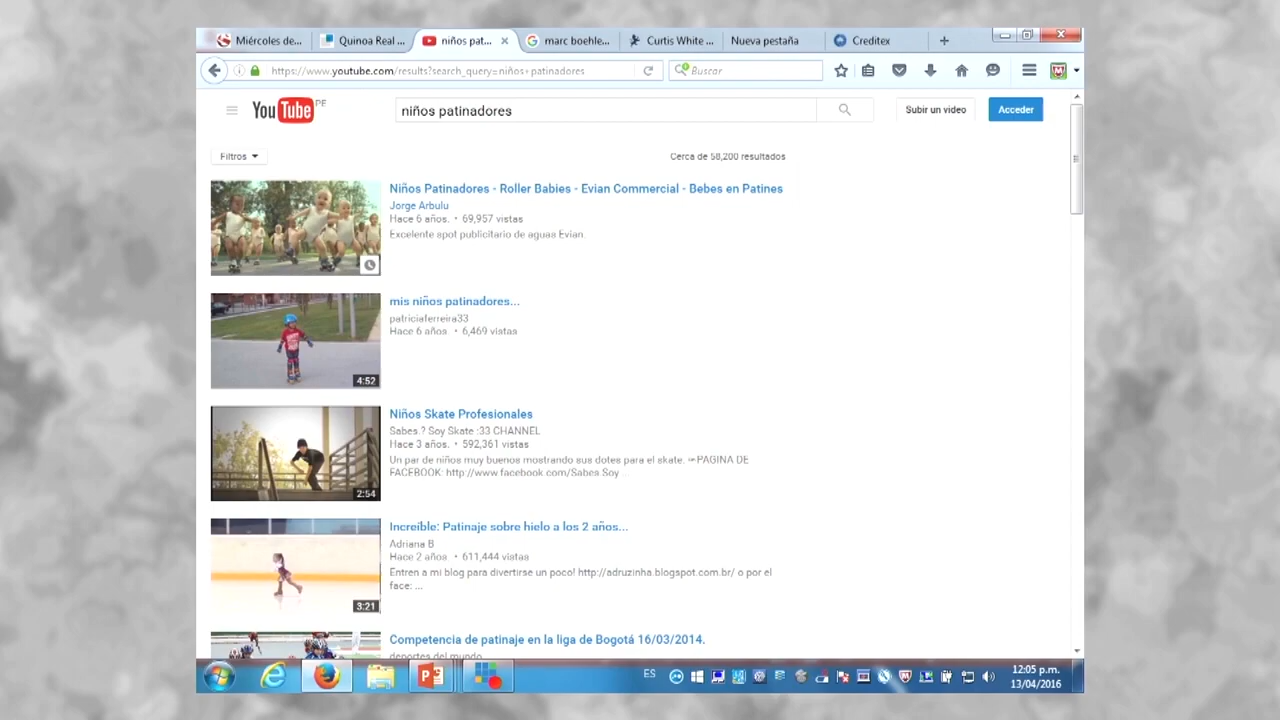 Miércoles de... Quinoa Real ... niños pat... marc boehle... Curtis White ... Nueva pestaña Creditex
https://www.youtube.com/results?search_query=niños+patinadores Buscar
YouTube PE niños patinadores Subir un video Acceder
Filtros Cerca de 58,200 resultados
Niños Patinadores - Roller Babies - Evian Commercial - Bebes en Patines
Jorge Arbulu
Hace 6 años. • 69,957 vistas
Excelente spot publicitario de aguas Evian.
mis niños patinadores...
patriciaferreira33
Hace 6 años. • 6,469 vistas
4:52
Niños Skate Profesionales
Sabes ? Soy Skate :33 CHANNEL
Hace 3 años. • 592,361 vistas
Un par de niños muy buenos mostrando sus dotes para el skate. PAGINA DE
FACEBOOK: http://www.facebook.com/Sabes.Soy...
2:54
Increíble: Patinaje sobre hielo a los 2 años...
Adriana B
Hace 2 años • 611,444 vistas
Entren a mi blog para divertirse un poco! http://adruzinha.blogspot.com.br/ o por el
face: ...
3:21
Competencia de patinaje en la liga de Bogotá 16/03/2014.
deportes del mundo
ES 12:05 p.m.
13/04/2016